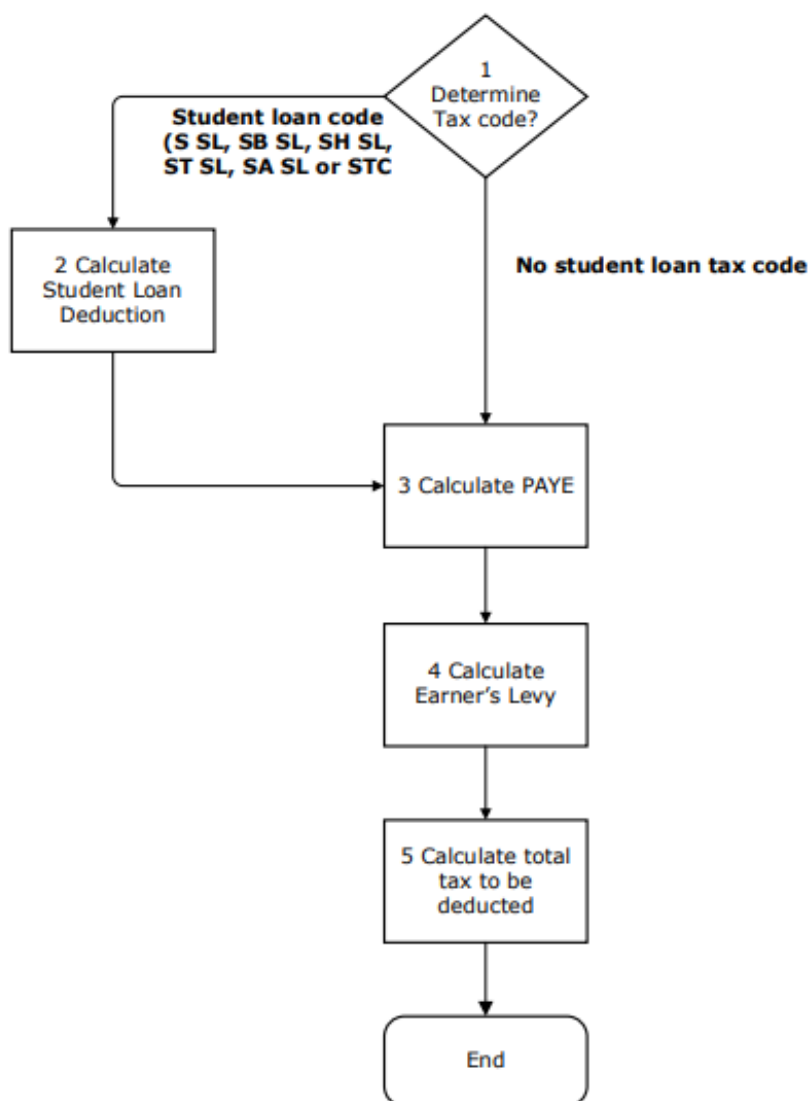 1
Determine
Tax code?
Student loan code
(S SL, SB SL, SH SL,
ST SL, SA SL or STC
2 Calculate
Student Loan
Deduction
No student loan tax code
3 Calculate PAYE
4 Calculate
Earner's Levy
5 Calculate total
tax to be
deducted
End